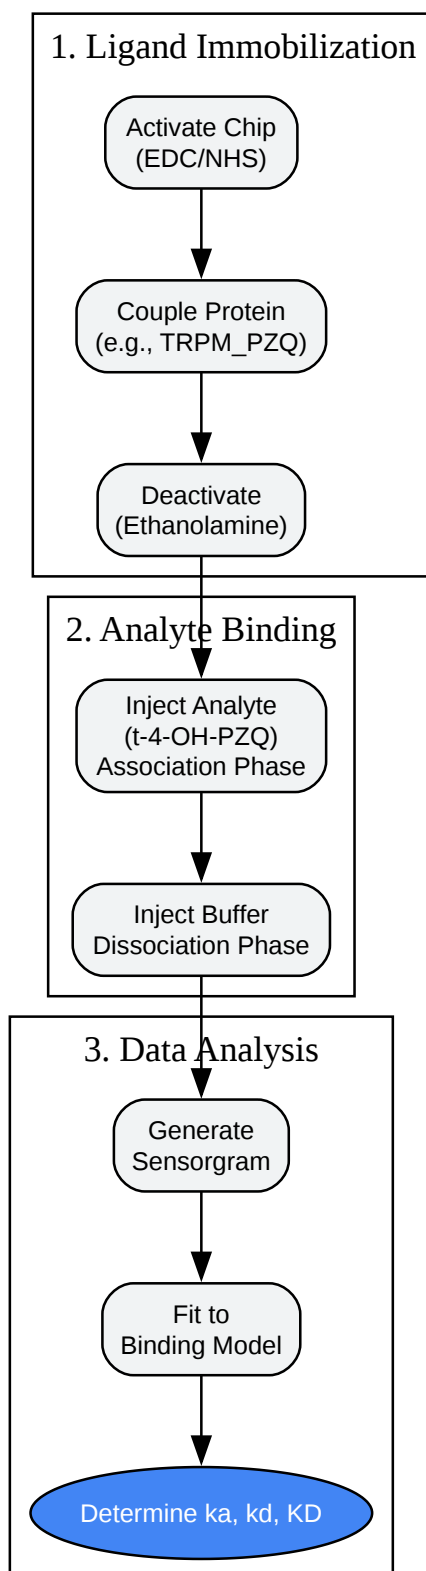 1. Ligand Immobilization
Activate Chip
(EDC/NHS)
Couple Protein
(e.g., TRPM_PZQ)
Deactivate
(Ethanolamine)
2. Analyte Binding
Inject Analyte
(t-4-OH-PZQ)
Association Phase
Inject Buffer
Dissociation Phase
3. Data Analysis
Generate
Sensorgram
Fit to
Binding Model
Determine ka, kd, KD